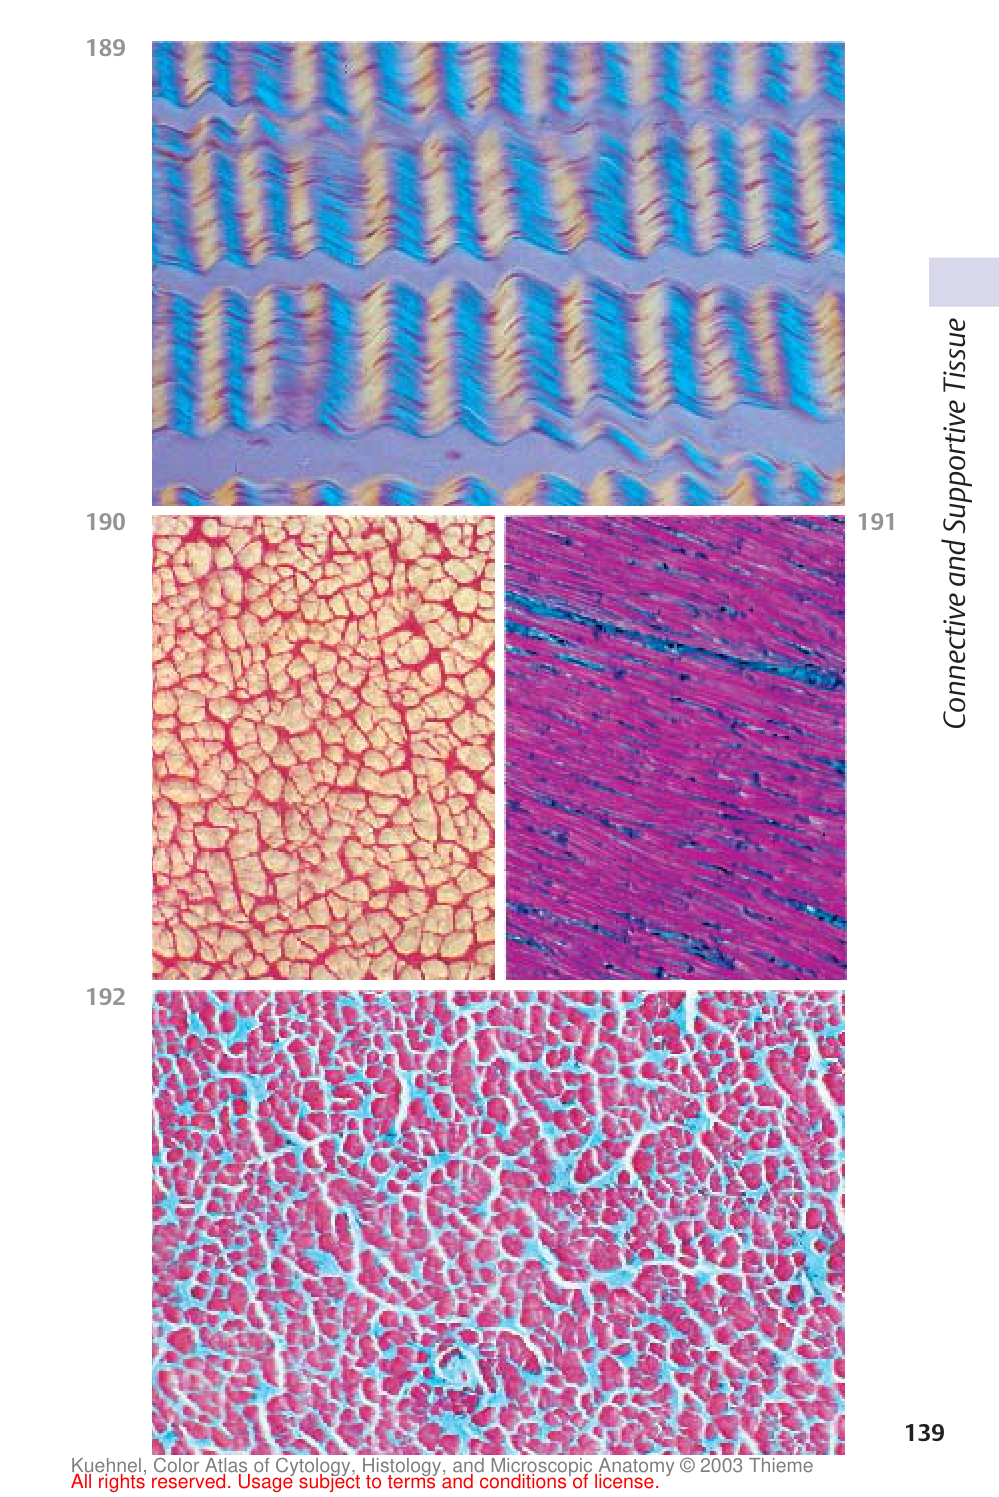 189
190
191
192
Connective and Supportive Tissue
139
Kuehnel, Color Atlas of Cytology, Histology, and Microscopic Anatomy © 2003 Thieme
All rights reserved. Usage subject to terms and conditions of license.